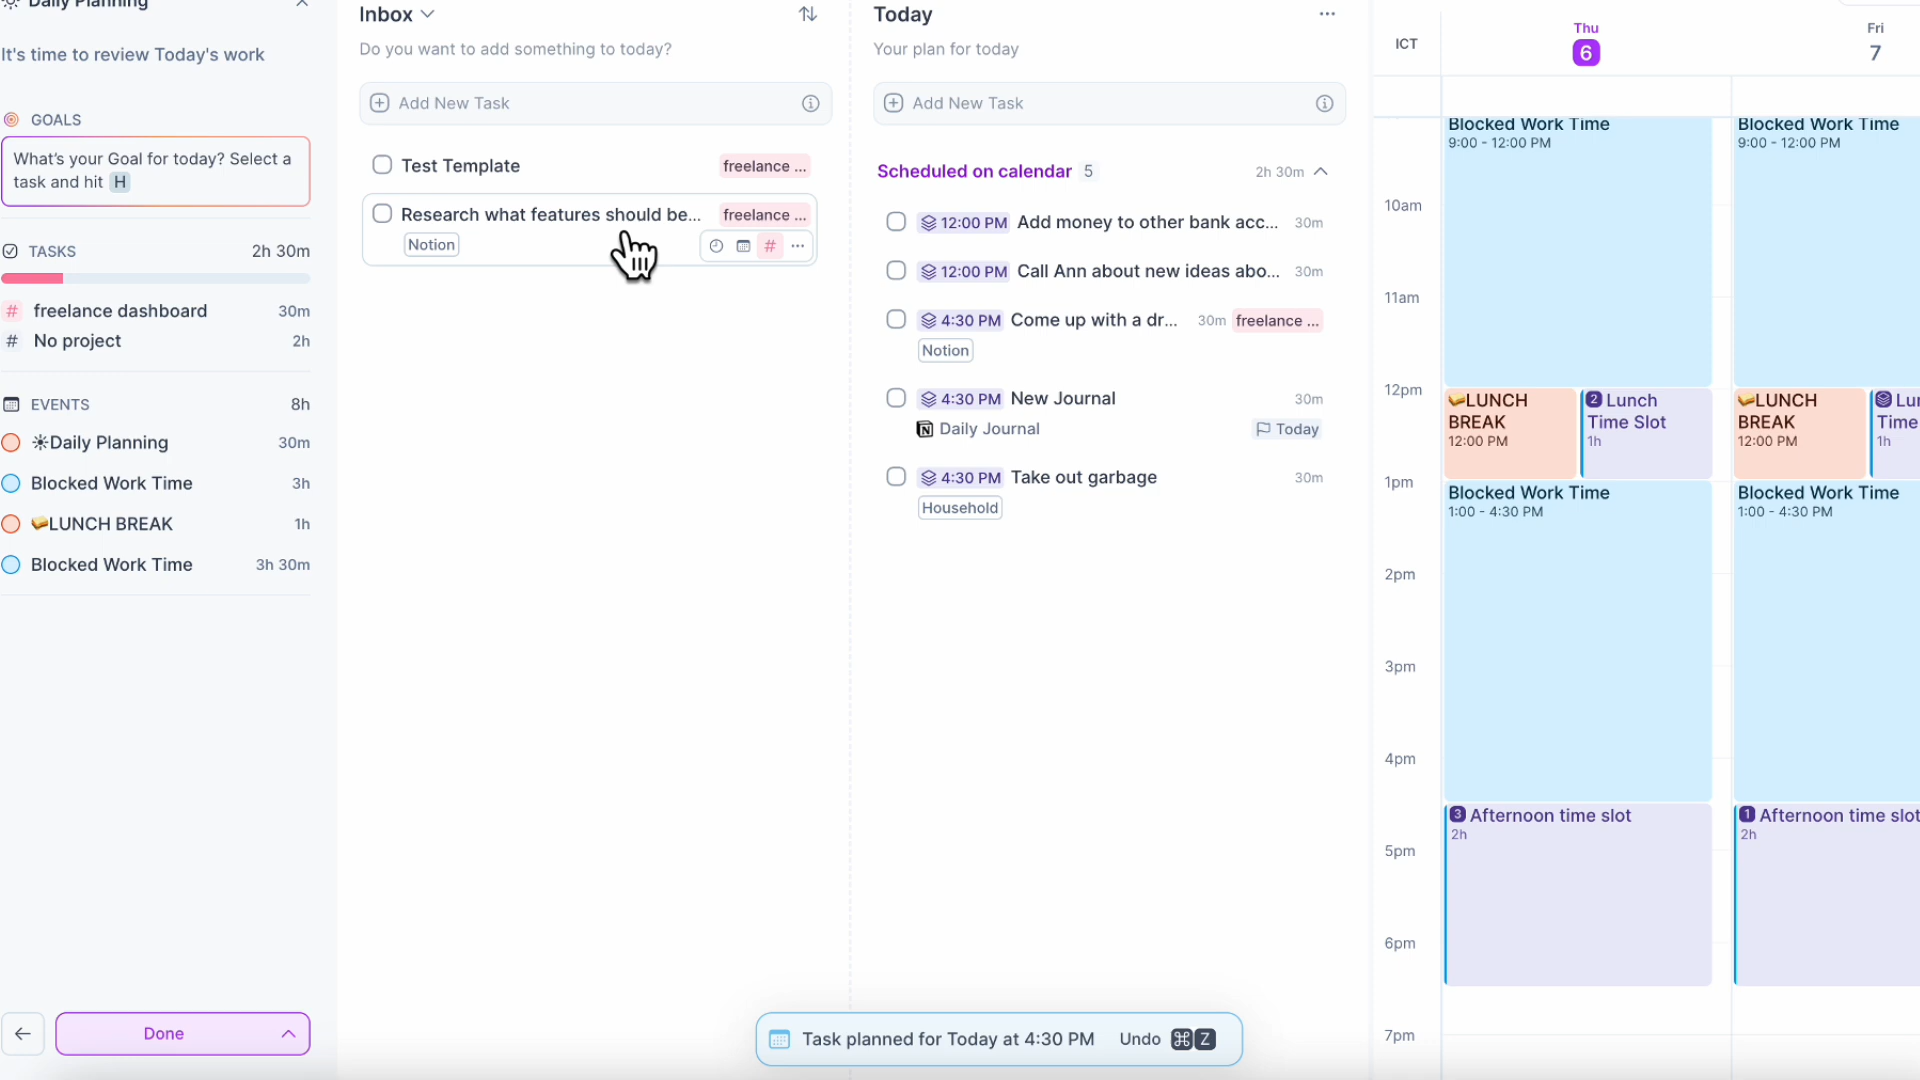 Daily Planning
It's time to review Today's work
GOALS
What's your Goal for today? Select a
task and hit H
TASKS 2h 30m
# freelance dashboard 30m
# No project 2h
EVENTS 8h
☀Daily Planning 30m
Blocked Work Time 3h
🥪LUNCH BREAK 1h
Blocked Work Time 3h 30m
Done
Inbox
Do you want to add something to today?
Add New Task
Test Template freelance ...
Research what features should be... freelance ...
Notion
#
Today
Your plan for today
Add New Task
Scheduled on calendar 5 2h 30m
12:00 PM Add money to other bank acc... 30m
12:00 PM Call Ann about new ideas abo... 30m
4:30 PM Come up with a dr... 30m freelance ...
Notion
4:30 PM New Journal 30m
Daily Journal Today
4:30 PM Take out garbage 30m
Household
Task planned for Today at 4:30 PM Undo ⌘ Z
ICT
Thu
6
Fri
7
10am
11am
12pm
1pm
2pm
3pm
4pm
5pm
6pm
7pm
Blocked Work Time
9:00 - 12:00 PM
🥪LUNCH
BREAK
12:00 PM
2 Lunch
Time Slot
1h
Blocked Work Time
1:00 - 4:30 PM
3 Afternoon time slot
2h
Blocked Work Time
9:00 - 12:00 PM
🥪LUNCH
BREAK
12:00 PM
Lun
Time
1h
Blocked Work Time
1:00 - 4:30 PM
1 Afternoon time slot
2h